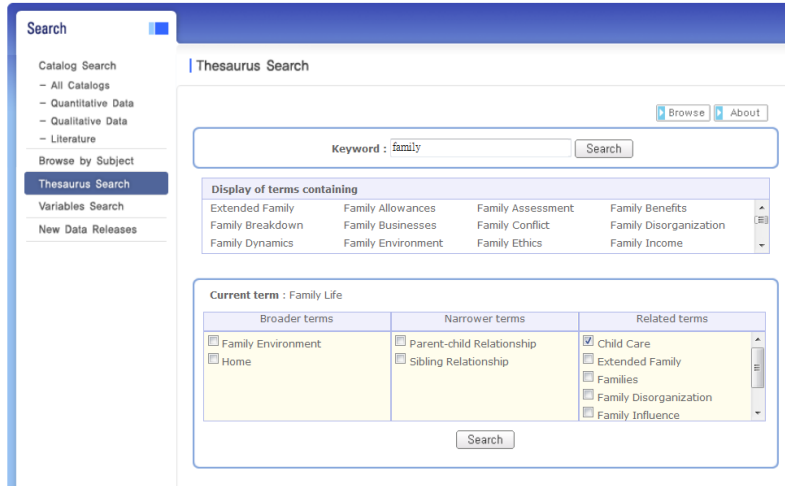 Search
Catalog Search
- All Catalogs
- Quantitative Data
- Qualitative Data
- Literature
Browse by Subject
Thesaurus Search
Variables Search
New Data Releases
Thesaurus Search
Browse About
Keyword : family Search
Display of terms containing
Extended Family Family Allowances Family Assessment Family Benefits
Family Breakdown Family Businesses Family Conflict Family Disorganization
Family Dynamics Family Environment Family Ethics Family Income
Current term : Family Life
Broader terms Narrower terms Related terms
Family Environment Parent-child Relationship Child Care
Home Sibling Relationship Extended Family
Families
Family Disorganization
Family Influence
Search